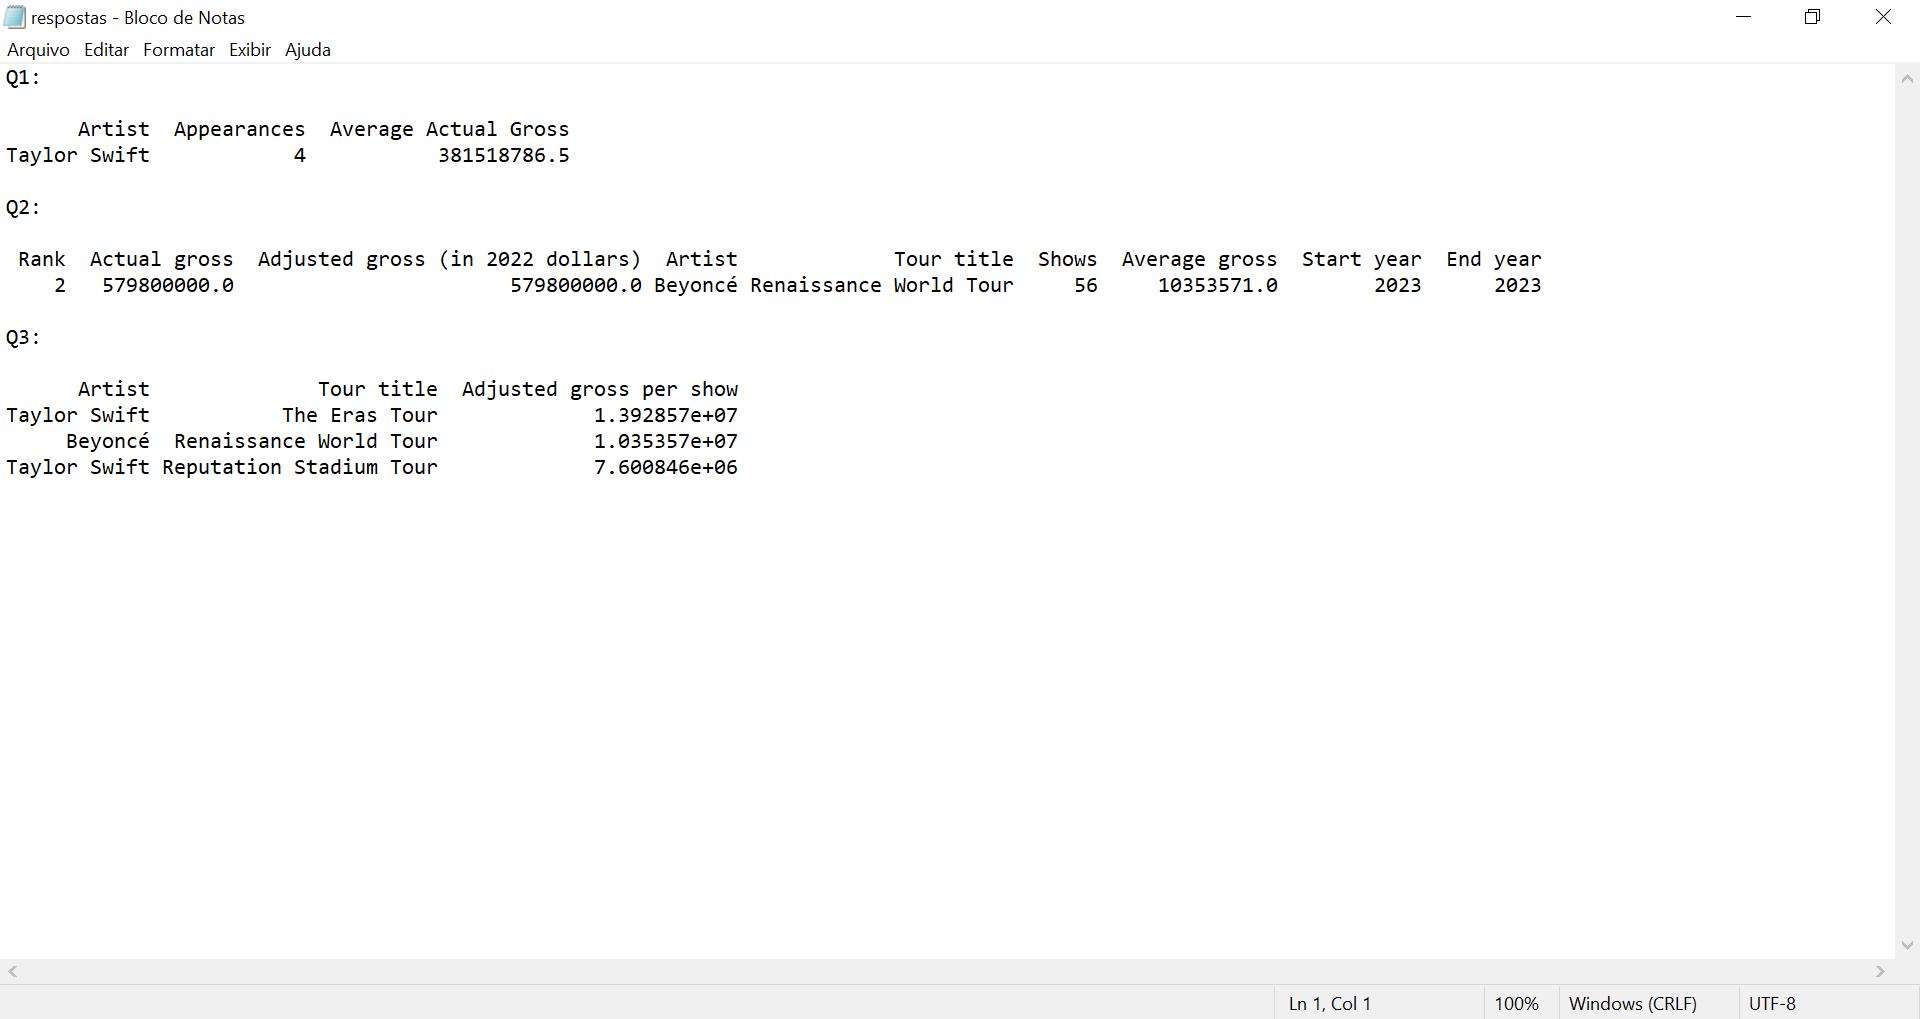 respostas - Bloco de Notas
Arquivo Editar Formatar Exibir Ajuda
Q1:
Artist Appearances Average Actual Gross
Taylor Swift 4 381518786.5
Q2:
Rank Actual gross Adjusted gross (in 2022 dollars) Artist Tour title Shows Average gross Start year End year
2 579800000.0 579800000.0 Beyoncé Renaissance World Tour 56 10353571.0 2023 2023
Q3:
Artist Tour title Adjusted gross per show
Taylor Swift The Eras Tour 1.392857e+07
Beyoncé Renaissance World Tour 1.035357e+07
Taylor Swift Reputation Stadium Tour 7.600846e+06
Ln 1, Col 1 100% Windows (CRLF) UTF-8